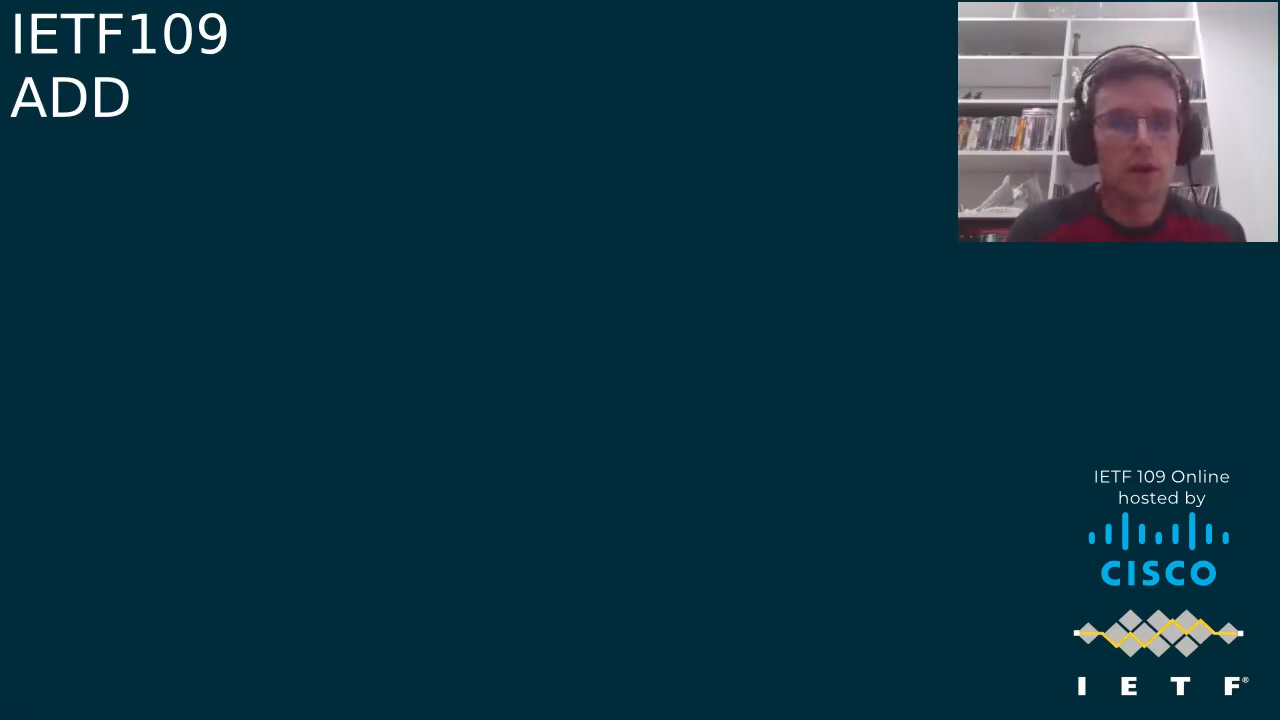 IETF109
ADD
IETF 109 Online
hosted by
CISCO
I E T F®